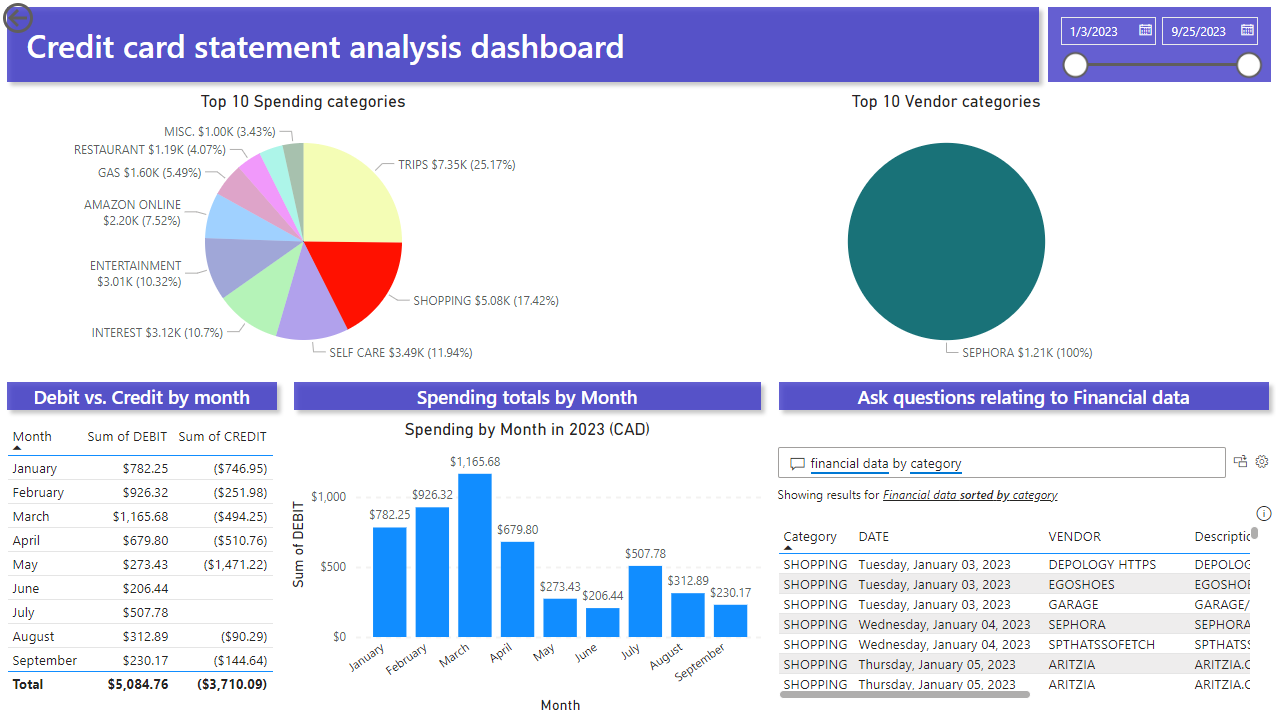 Credit card statement analysis dashboard
1/3/2023
9/25/2023
Top 10 Spending categories
MISC. $1.00K (3.43%)
RESTAURANT $1.19K (4.07%)
GAS $1.60K (5.49%)
AMAZON ONLINE
$2.20K (7.52%)
ENTERTAINMENT
$3.01K (10.32%)
INTEREST $3.12K (10.7%)
TRIPS $7.35K (25.17%)
SHOPPING $5.08K (17.42%)
SELF CARE $3.49K (11.94%)
Top 10 Vendor categories
SEPHORA $1.21K (100%)
Debit vs. Credit by month
Month Sum of DEBIT Sum of CREDIT
January $782.25 ($746.95)
February $926.32 ($251.98)
March $1,165.68 ($494.25)
April $679.80 ($510.76)
May $273.43 ($1,471.22)
June $206.44
July $507.78
August $312.89 ($90.29)
September $230.17 ($144.64)
Total $5,084.76 ($3,710.09)
Spending totals by Month
Spending by Month in 2023 (CAD)
Sum of DEBIT
$1,000
$500
$0
$782.25
$926.32
$1,165.68
$679.80
$273.43
$206.44
$507.78
$312.89
$230.17
January
February
March
April
May
June
July
August
September
Month
Ask questions relating to Financial data
financial data by category
Showing results for Financial data sorted by category
Category DATE VENDOR Descriptic
SHOPPING Tuesday, January 03, 2023 DEPOLOGY HTTPS DEPOLOG
SHOPPING Tuesday, January 03, 2023 EGOSHOES EGOSHOE
SHOPPING Tuesday, January 03, 2023 GARAGE GARAGE/
SHOPPING Wednesday, January 04, 2023 SEPHORA SEPHORA
SHOPPING Wednesday, January 04, 2023 SPTHATSSOFETCH SPTHATS
SHOPPING Thursday, January 05, 2023 ARITZIA ARITZIA.C
SHOPPING Thursday, January 05, 2023 ARITZIA ARITZIA.C